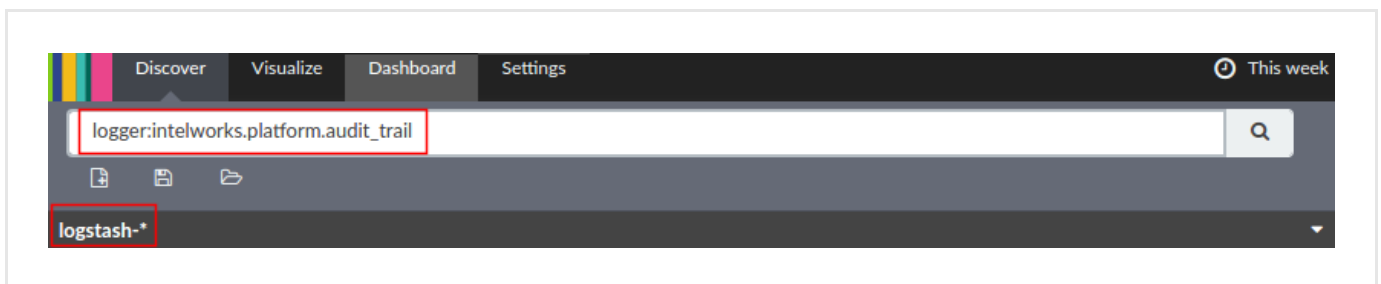 Discover Visualize Dashboard Settings This week
logger:intelworks.platform.audit_trail
logstash-*